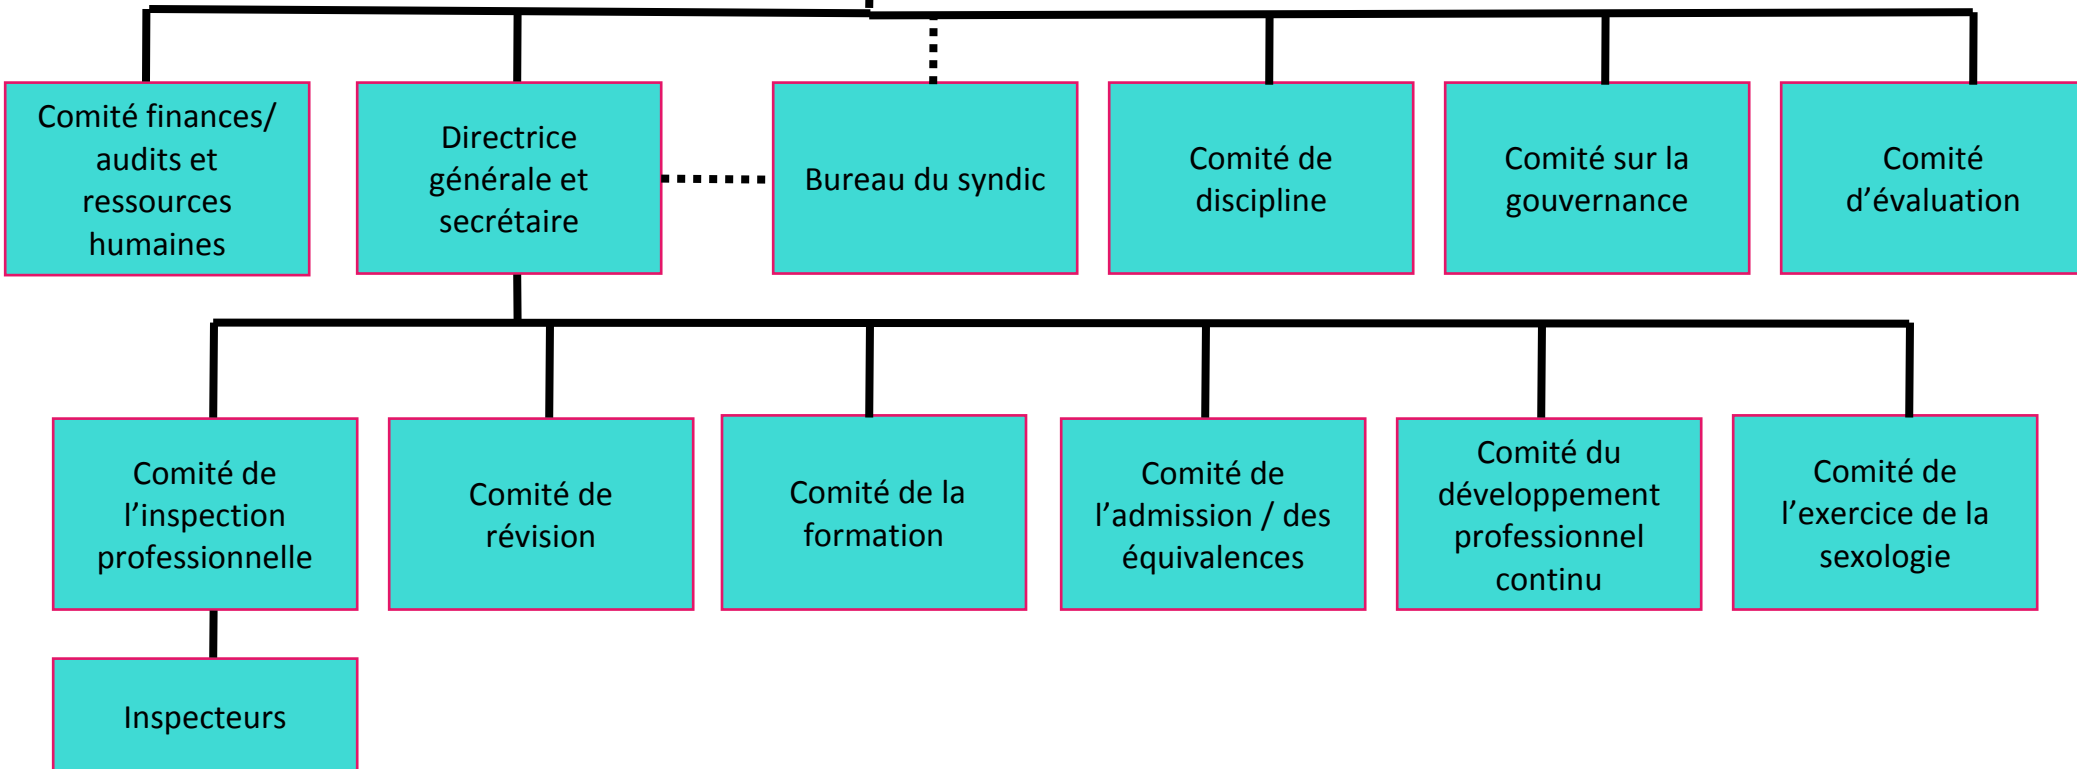 Comité finances/
audits et
ressources
humaines
Directrice
générale et
secrétaire
Bureau du syndic
Comité de
discipline
Comité sur la
gouvernance
Comité
d’évaluation
Comité de
l’inspection
professionnelle
Comité de
révision
Comité de la
formation
Comité de
l’admission / des
équivalences
Comité du
développement
professionnel
continu
Comité de
l’exercice de la
sexologie
Inspecteurs